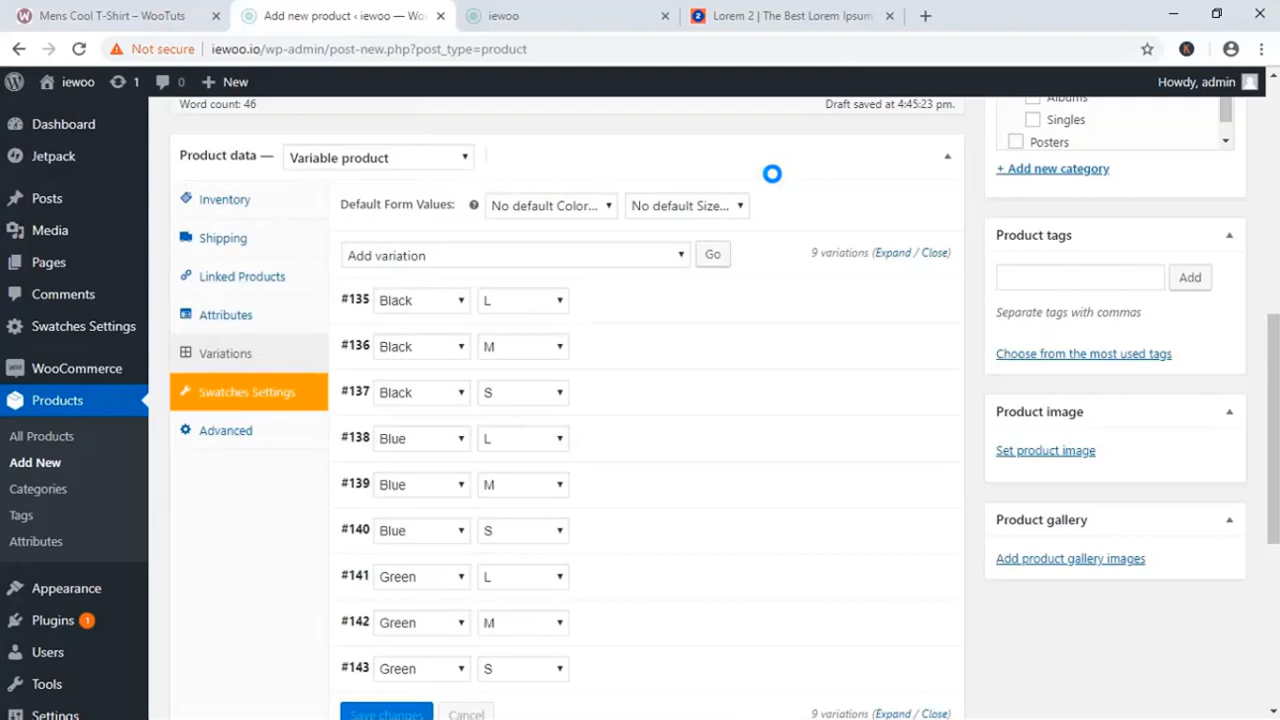 Mens Cool T-Shirt – WooTuts
Add new product ‹ iewoo — Wo
iewoo
Lorem 2 | The Best Lorem Ipsum
Not secure
iewoo.io/wp-admin/post-new.php?post_type=product
K
iewoo
1
0
New
Howdy, admin
Dashboard
Jetpack
Posts
Media
Pages
Comments
Swatches Settings
WooCommerce
Products
All Products
Add New
Categories
Tags
Attributes
Appearance
Plugins 1
Users
Tools
Settings
Word count: 46
Draft saved at 4:45:23 pm.
Product data —
Variable product
Inventory
Shipping
Linked Products
Attributes
Variations
Swatches Settings
Advanced
Default Form Values:
No default Color...
No default Size...
Add variation
Go
9 variations (Expand / Close)
#135 Black L
#136 Black M
#137 Black S
#138 Blue L
#139 Blue M
#140 Blue S
#141 Green L
#142 Green M
#143 Green S
Save changes
Cancel
9 variations (Expand / Close)
Albums
Singles
Posters
+ Add new category
Product tags
Add
Separate tags with commas
Choose from the most used tags
Product image
Set product image
Product gallery
Add product gallery images